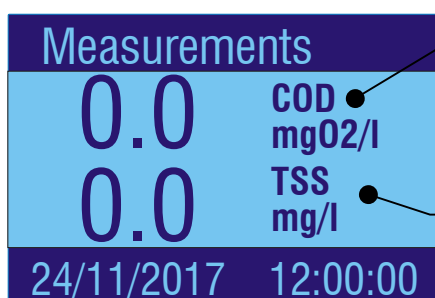 Measurements
0.0 COD
mgO2/l
0.0 TSS
mg/l
24/11/2017 12:00:00